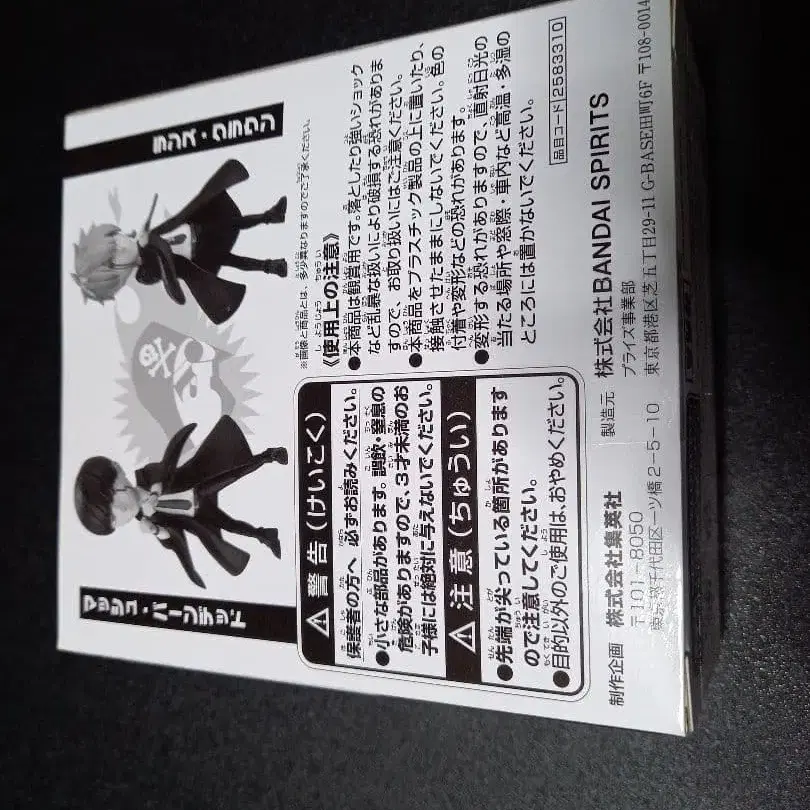 マッシュ・バーンデッド
ランス・クラウン
※画像と商品とは、多少異なりますのでご了承ください。
⚠警告(けいこく)
保護者の方へ 必ずお読みください。
●小さな部品があります。誤飲・窒息の
危険がありますので、3才未満のお
子様には絶対に与えないでください。
⚠注意(ちゅうい)
●先端が尖っている箇所があります
ので注意してください。
●目的以外のご使用は、おやめください。
《使用上の注意》
●本商品は観賞用です。落としたり強いショック
など乱暴な扱いにより破損する恐れがありま
すので、お取り扱いにはご注意ください。
●本商品をプラスチック製品の上に置いたり、
接触させたままにしないでください。色の
付着や変形などの恐れがあります。
●変形する恐れがありますので、直射日光の
当たる場所や窓際・車内など高温・多湿の
ところには置かないでください。
品目コード[2583310]
制作企画 株式会社集英社
〒101-8050
東京都千代田区一ツ橋2-5-10
製造元 株式会社BANDAI SPIRITS
プライズ事業部
東京都港区芝五丁目29-11 G-BASE田町6F 〒108-0014